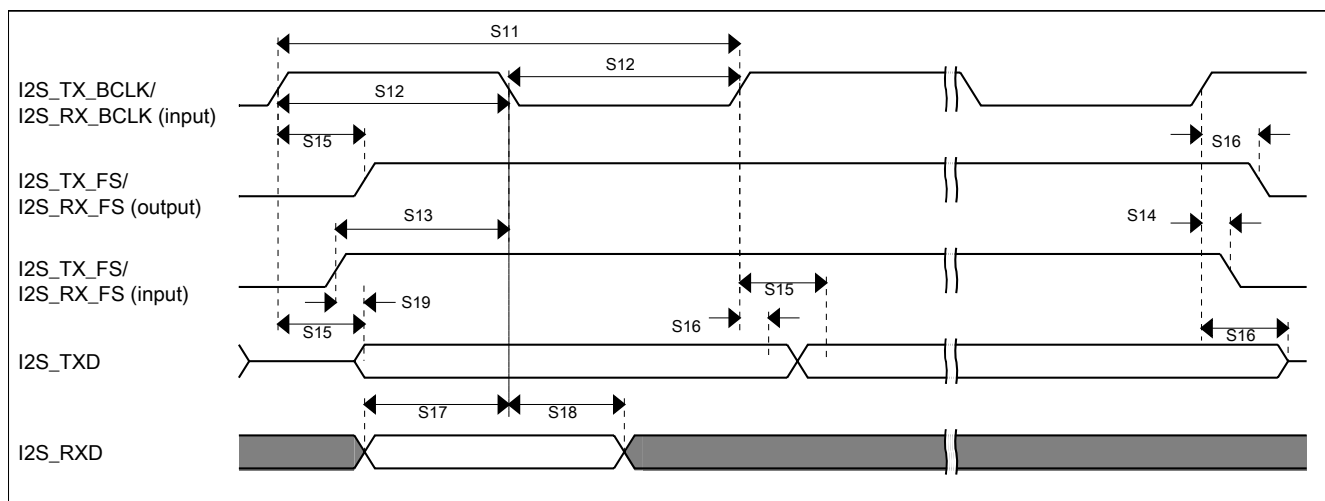 S11
I2S_TX_BCLK/
I2S_RX_BCLK (input)
S12
S12
S15
S16
I2S_TX_FS/
I2S_RX_FS (output)
S13
S14
I2S_TX_FS/
I2S_RX_FS (input)
S19
S15
S15
S16
S16
I2S_TXD
S17
S18
I2S_RXD